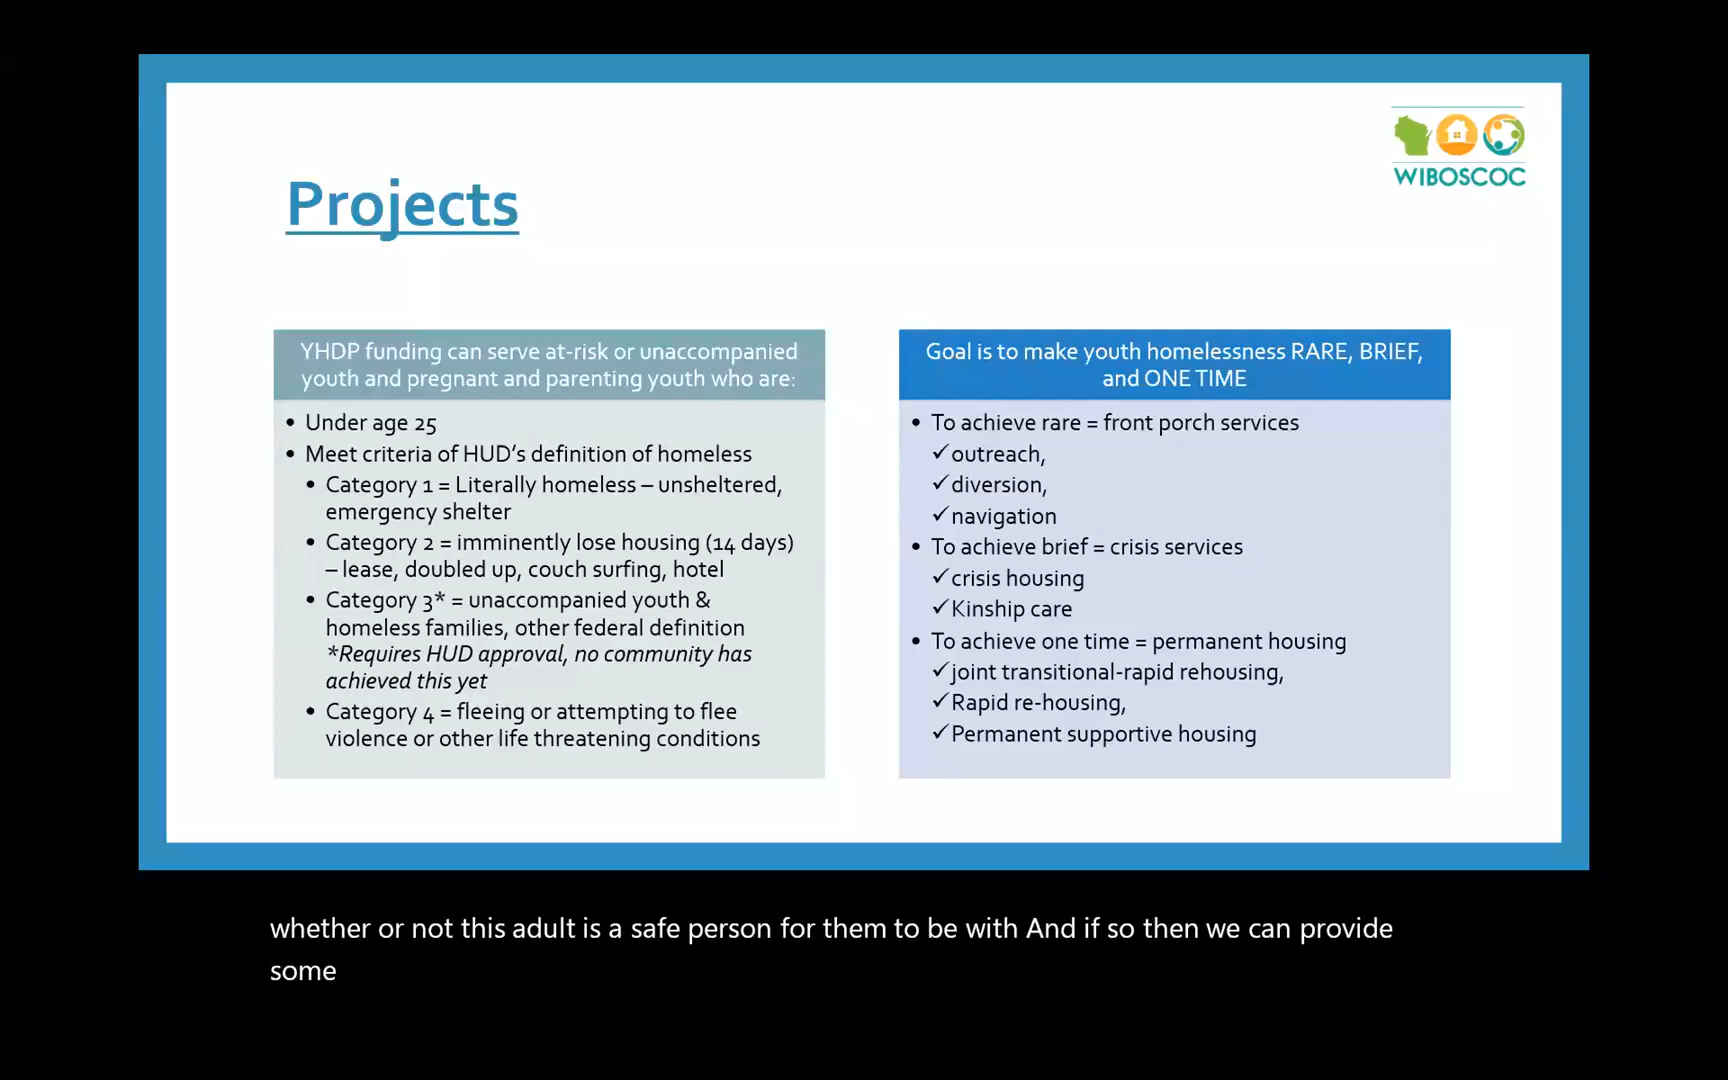 WIBOSCOC
Projects
YHDP funding can serve at-risk or unaccompanied
youth and pregnant and parenting youth who are:
• Under age 25
• Meet criteria of HUD's definition of homeless
• Category 1 = Literally homeless – unsheltered,
emergency shelter
• Category 2 = imminently lose housing (14 days)
– lease, doubled up, couch surfing, hotel
• Category 3* = unaccompanied youth &
homeless families, other federal definition
*Requires HUD approval, no community has
achieved this yet
• Category 4 = fleeing or attempting to flee
violence or other life threatening conditions
Goal is to make youth homelessness RARE, BRIEF,
and ONE TIME
• To achieve rare = front porch services
✓outreach,
✓diversion,
✓navigation
• To achieve brief = crisis services
✓crisis housing
✓Kinship care
• To achieve one time = permanent housing
✓joint transitional-rapid rehousing,
✓Rapid re-housing,
✓Permanent supportive housing
whether or not this adult is a safe person for them to be with And if so then we can provide
some